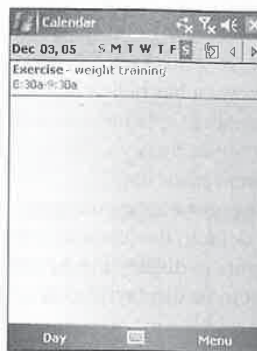 Calendar
Dec 03, 05 S M T W T F S
Exercise - weight training
6:30a-9:30a
Day Menu